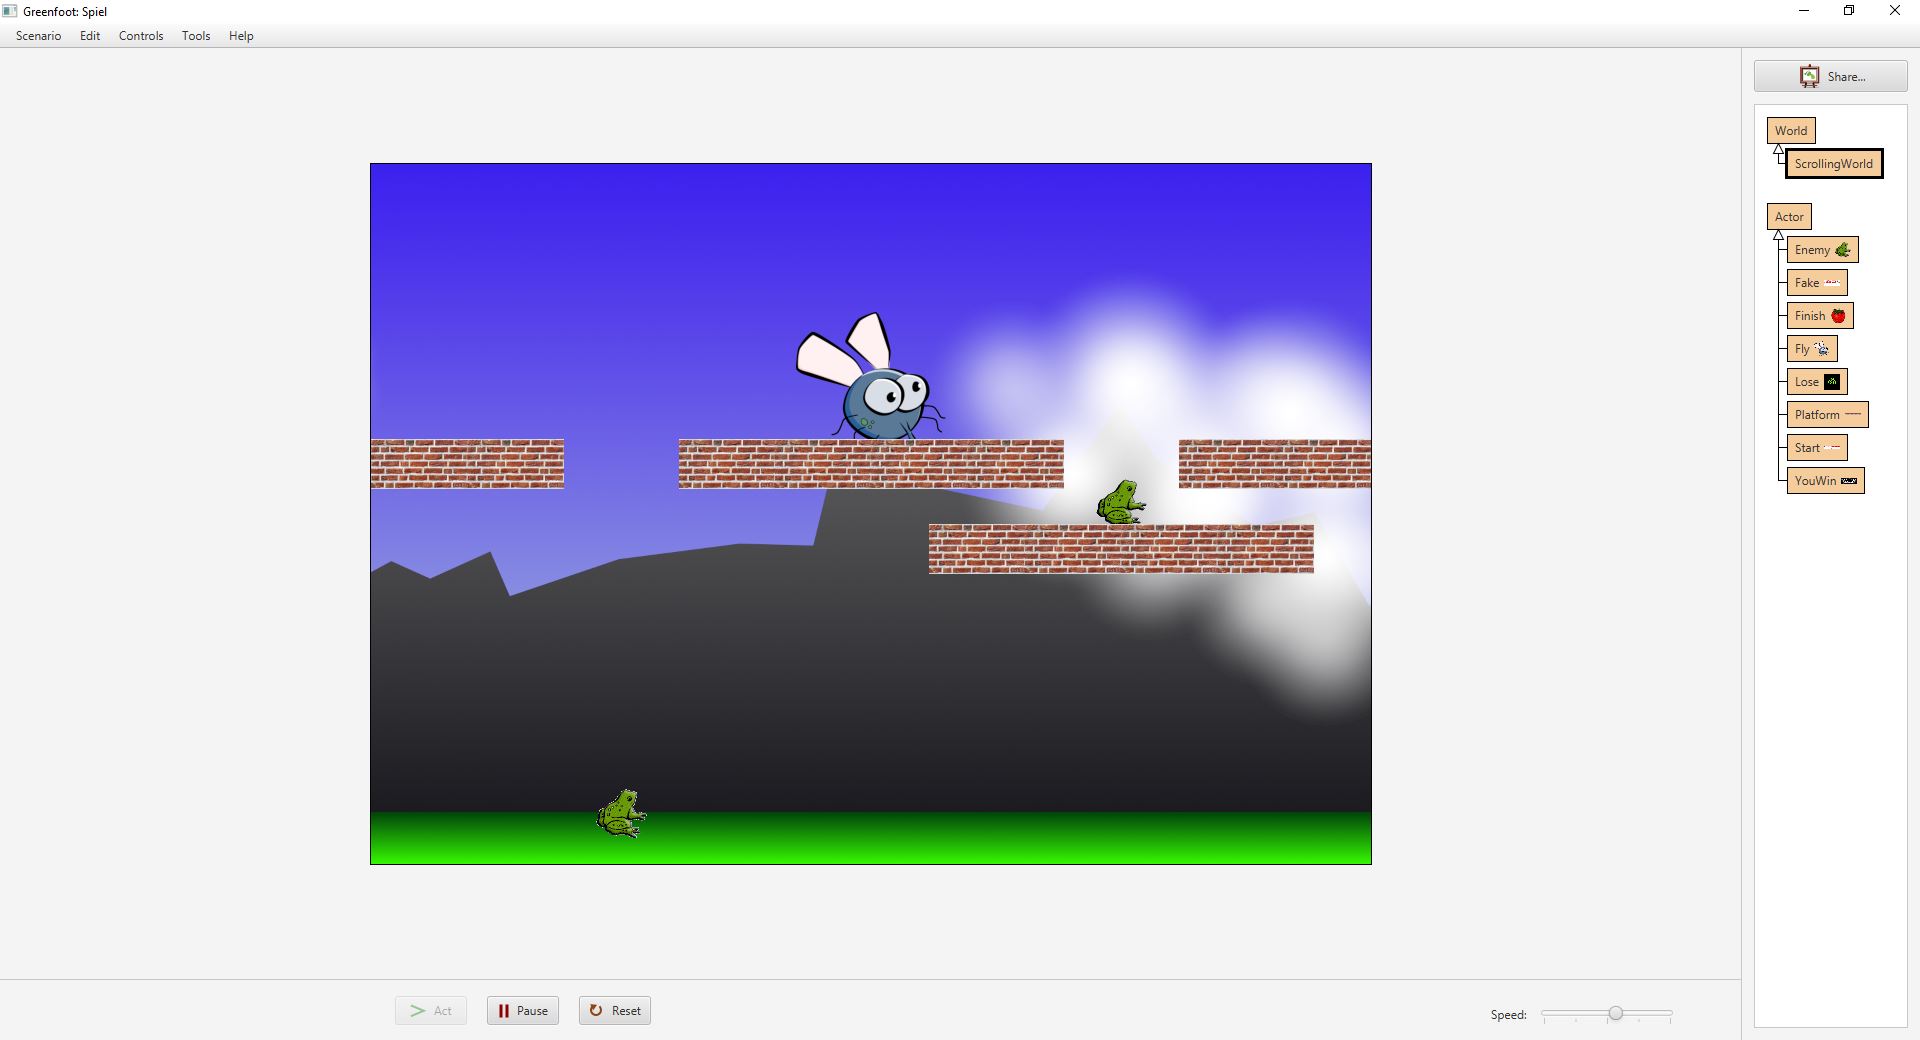 Greenfoot: Spiel
Scenario Edit Controls Tools Help
Share...
World
ScrollingWorld
Actor
Enemy
Fake
Finish
Fly
Lose
Platform
Start
YouWin
Act Pause Reset Speed: